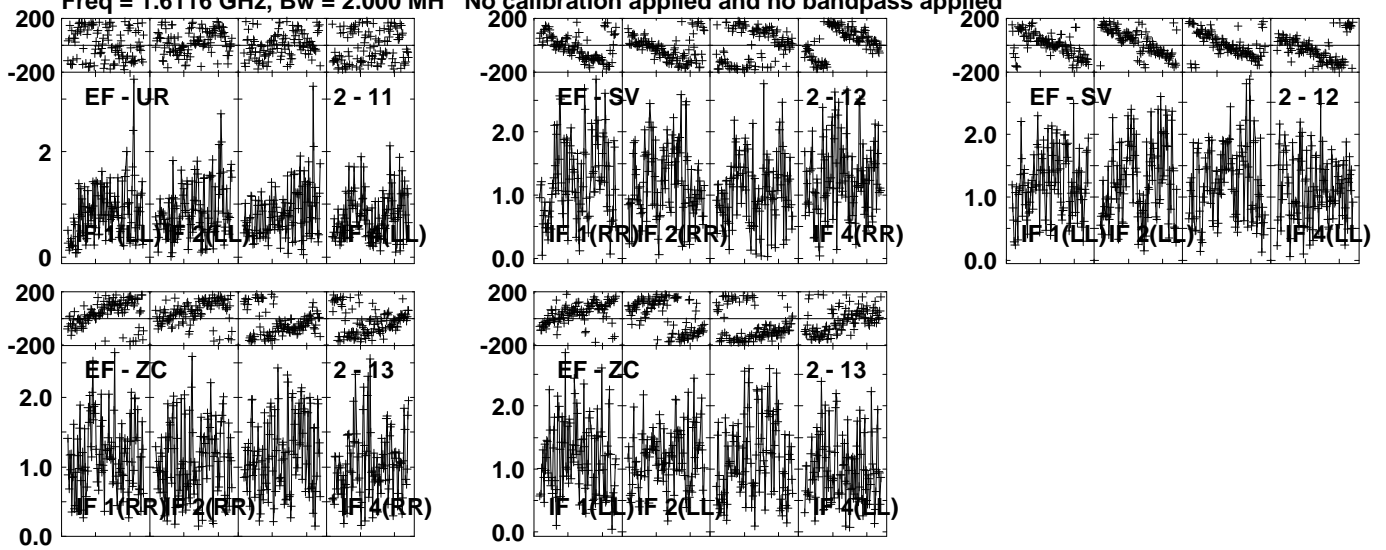 Freq = 1.6116 GHz, Bw = 2.000 MH No calibration applied and no bandpass applied
200
-200
EF - UR 2 - 11
2
0
IF 1(LL) IF 2(LL) IF 4(LL)
200
-200
EF - SV 2 - 12
2.0
1.0
0.0
IF 1(RR) IF 2(RR) IF 4(RR)
200
-200
EF - SV 2 - 12
2.0
1.0
0.0
IF 1(LL) IF 2(LL) IF 4(LL)
200
-200
EF - ZC 2 - 13
2.0
1.0
0.0
IF 1(RR) IF 2(RR) IF 4(RR)
200
-200
EF - ZC 2 - 13
2.0
1.0
0.0
IF 1(LL) IF 2(LL) IF 4(LL)